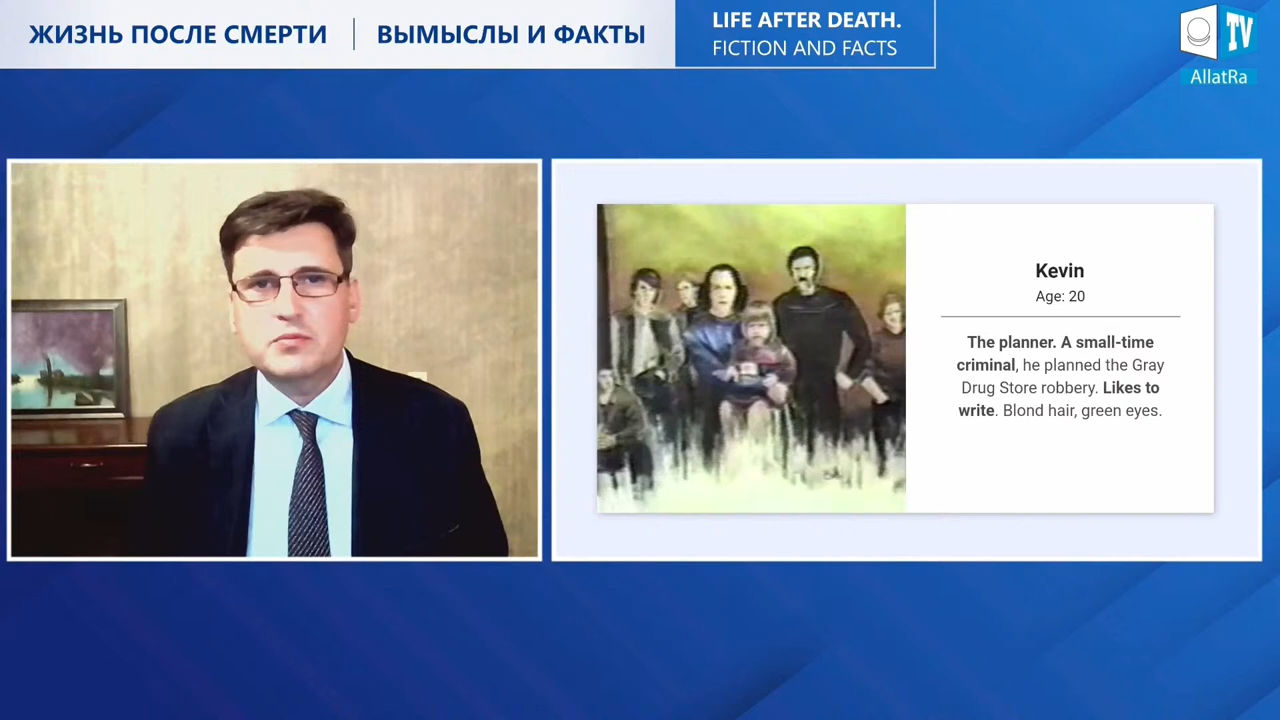 ЖИЗНЬ ПОСЛЕ СМЕРТИ | ВЫМЫСЛЫ И ФАКТЫ
LIFE AFTER DEATH.
FICTION AND FACTS
TV
AllatRa
Kevin
Age: 20
The planner. A small-time
criminal, he planned the Gray
Drug Store robbery. Likes to
write. Blond hair, green eyes.